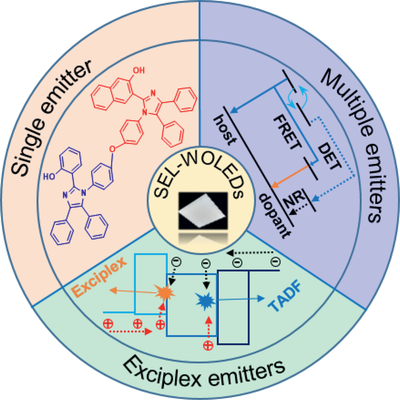 Single emitter
OH
N
N
O
HO
N
N
Multiple emitters
host
FRET
DET
NR
dopant
SEL-WOLEDs
Exciplex
TADF
Exciplex emitters